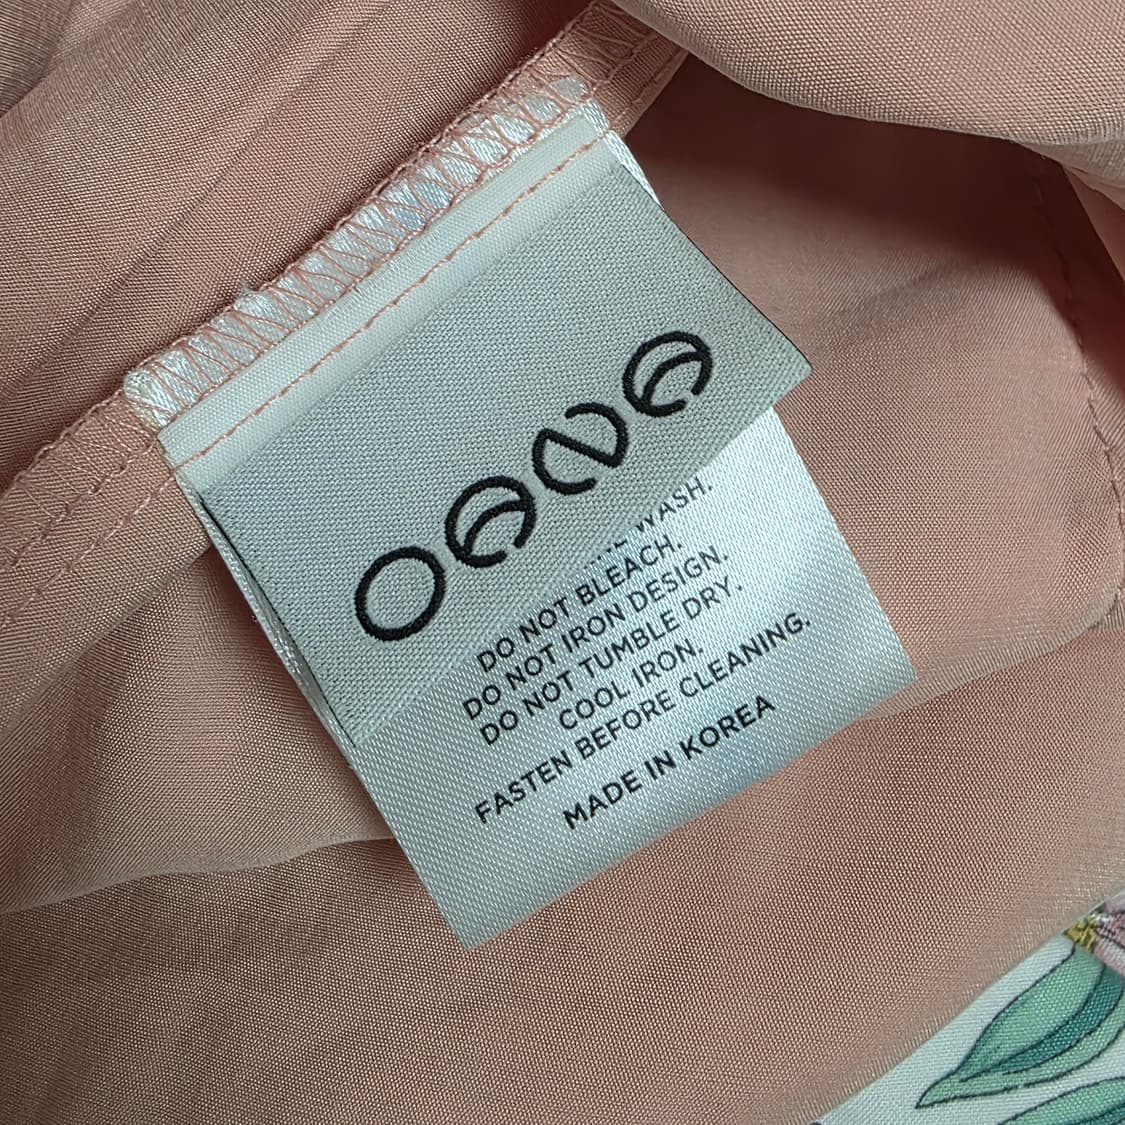 OANA
WASH.
DO NOT BLEACH.
DO NOT IRON DESIGN.
DO NOT TUMBLE DRY.
COOL IRON.
FASTEN BEFORE CLEANING.
MADE IN KOREA